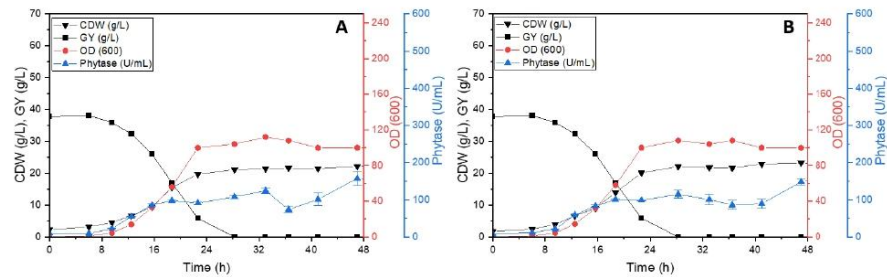 A
CDW (g/L)
GY (g/L)
OD (600)
Phytase (U/mL)
CDW (g/L), GY (g/L)
70
60
50
40
30
20
10
0
0 8 16 24 32 40 48
Time (h)
240
200
160
120
80
40
0
OD (600)
600
500
400
300
200
100
0
Phytase (U/mL)
B
CDW (g/L)
GY (g/L)
OD (600)
Phytase (U/mL)
CDW (g/L), GY (g/L)
70
60
50
40
30
20
10
0
0 8 16 24 32 40 48
Time (h)
240
200
160
120
80
40
0
OD (600)
600
500
400
300
200
100
0
Phytase (U/mL)